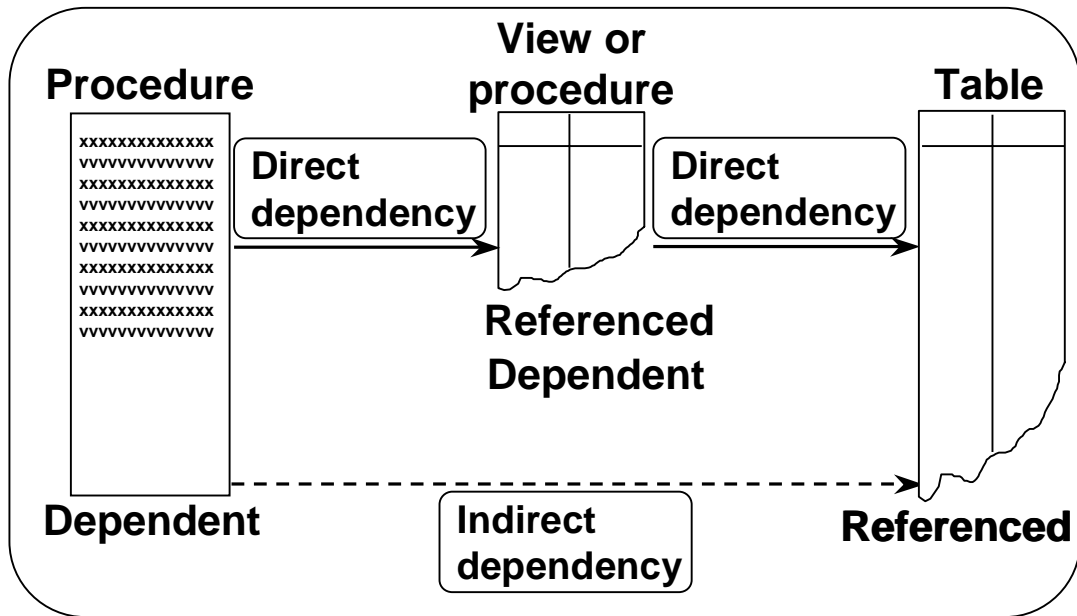 Procedure
xxxxxxxxxxxxxx
vvvvvvvvvvvvvv
xxxxxxxxxxxxxx
vvvvvvvvvvvvvv
xxxxxxxxxxxxxx
vvvvvvvvvvvvvv
xxxxxxxxxxxxxx
vvvvvvvvvvvvvv
xxxxxxxxxxxxxx
vvvvvvvvvvvvvv
Dependent
Direct
dependency
View or
procedure
Referenced
Dependent
Direct
dependency
Table
Referenced
Indirect
dependency